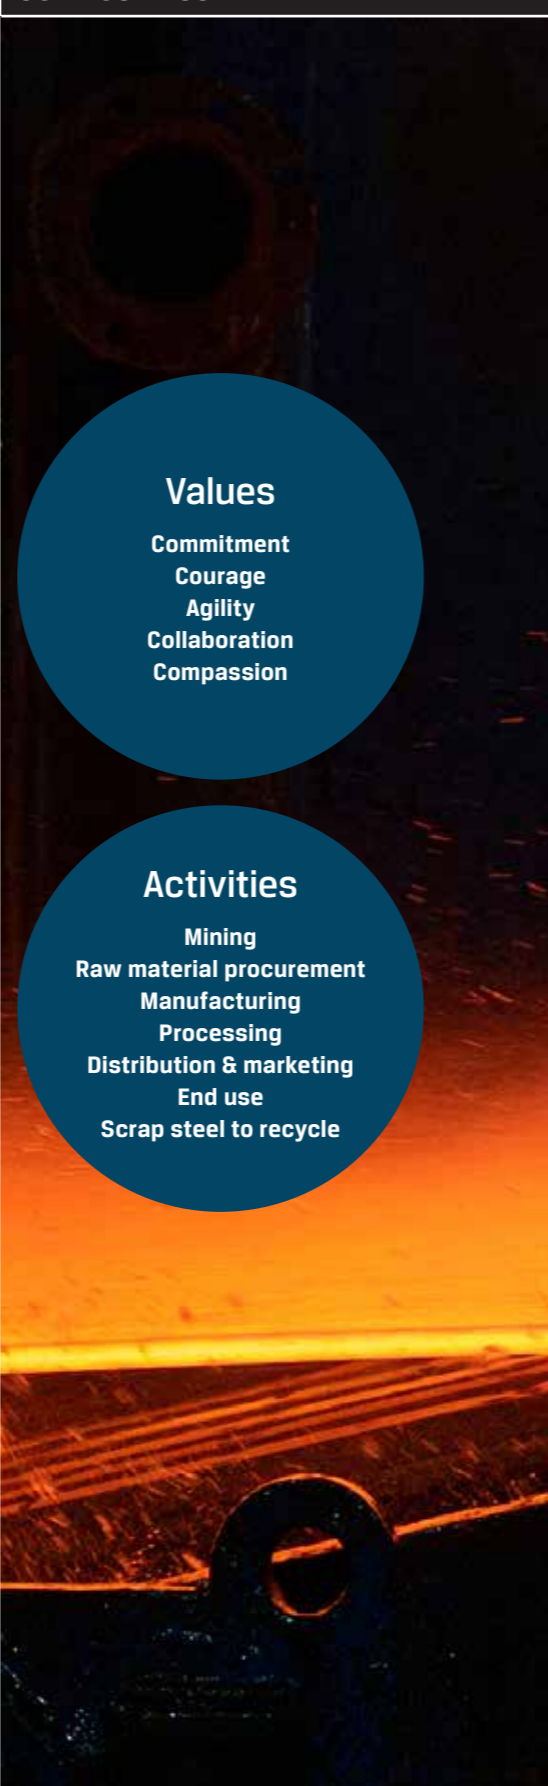 Values
Commitment
Courage
Agility
Collaboration
Compassion
Activities
Mining
Raw material procurement
Manufacturing
Processing
Distribution & marketing
End use
Scrap steel to recycle